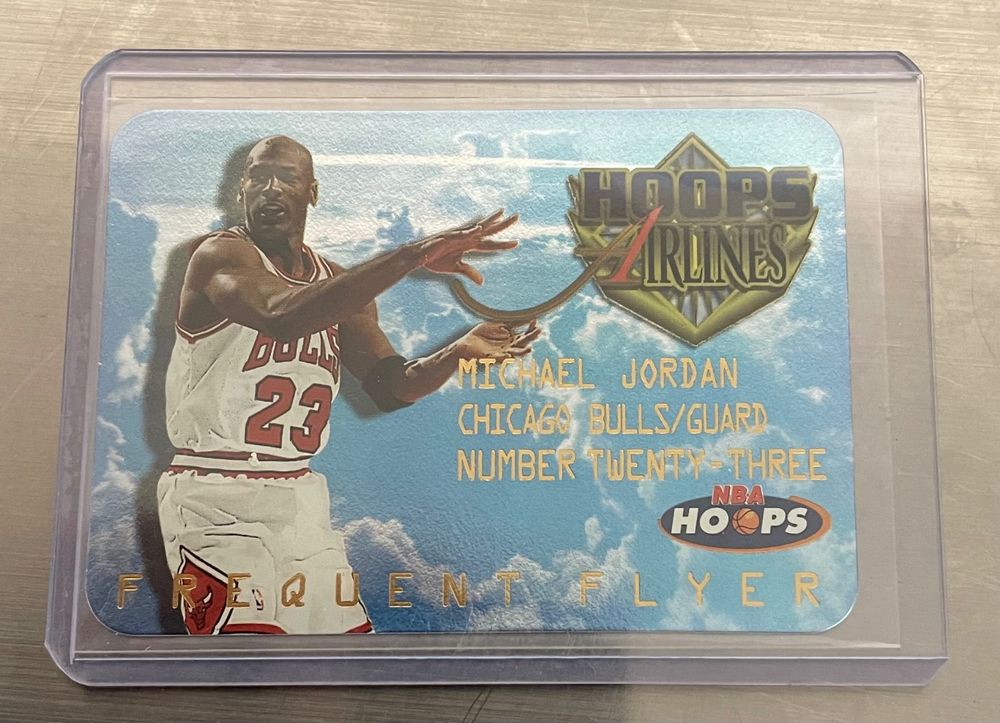 HOOPS
AIRLINES
BULLS
23
MICHAEL JORDAN
CHICAGO BULLS/GUARD
NUMBER TWENTY-THREE
NBA
HOOPS
FREQUENT FLYER